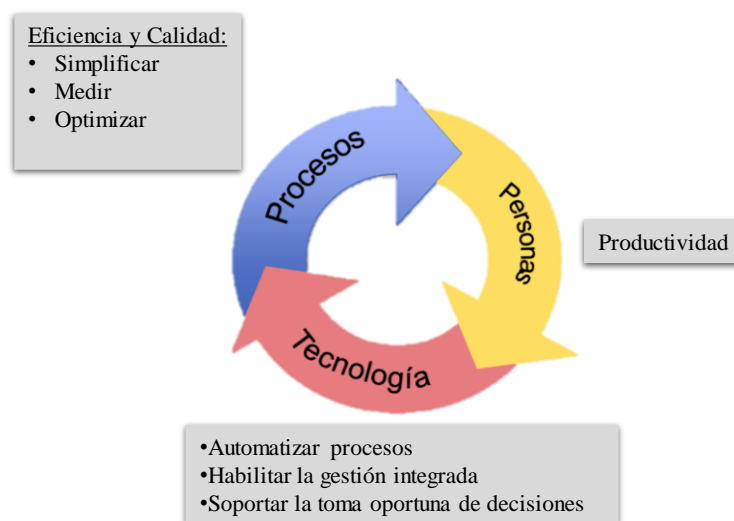 Eficiencia y Calidad:
• Simplificar
• Medir
• Optimizar
Procesos
Personas
Productividad
Tecnología
•Automatizar procesos
•Habilitar la gestión integrada
•Soportar la toma oportuna de decisiones